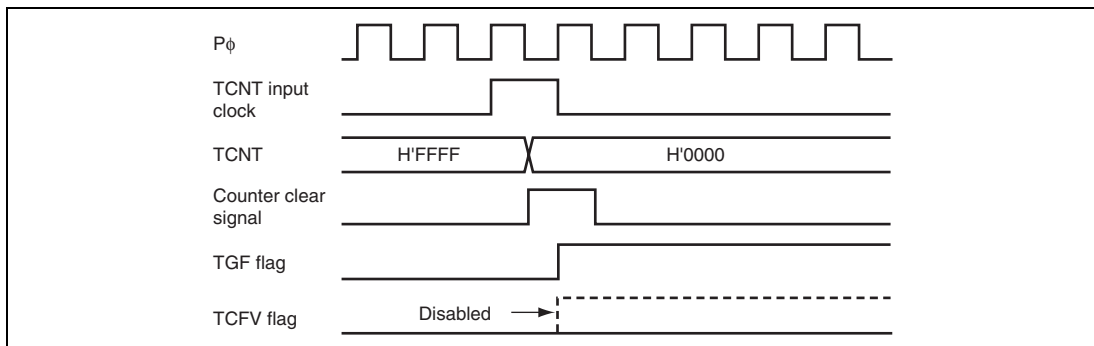 Pϕ
TCNT input
clock
TCNT
H'FFFF
H'0000
Counter clear
signal
TGF flag
TCFV flag
Disabled